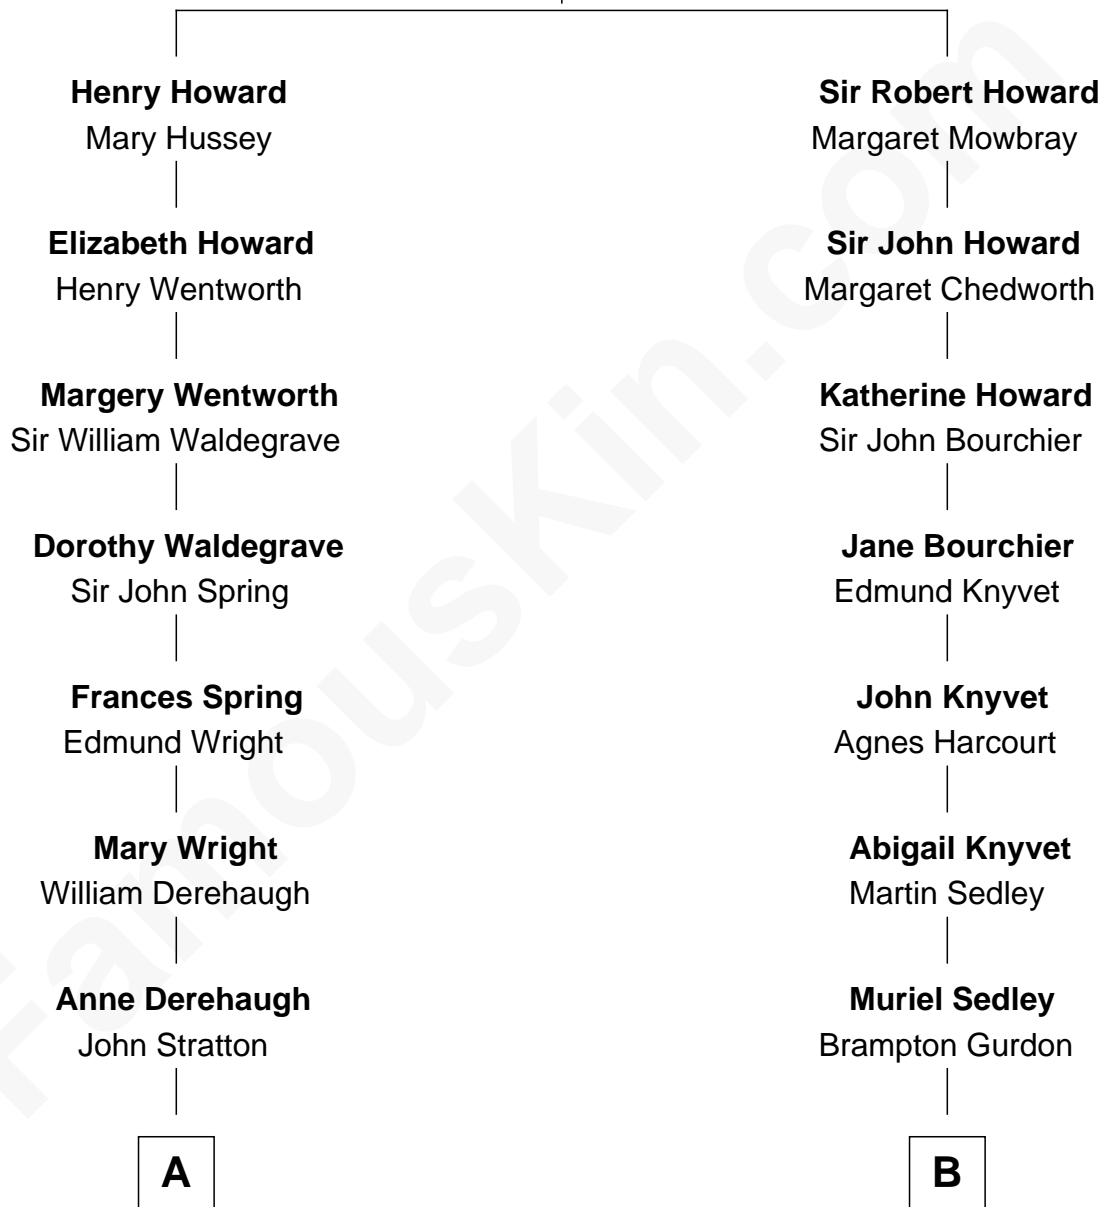 Henry Howard
Mary Hussey
Elizabeth Howard
Henry Wentworth
Margery Wentworth
Sir William Waldegrave
Dorothy Waldegrave
Sir John Spring
Frances Spring
Edmund Wright
Mary Wright
William Derehaugh
Anne Derehaugh
John Stratton
A
Sir Robert Howard
Margaret Mowbray
Sir John Howard
Margaret Chedworth
Katherine Howard
Sir John Bourchier
Jane Bourchier
Edmund Knyvet
John Knyvet
Agnes Harcourt
Abigail Knyvet
Martin Sedley
Muriel Sedley
Brampton Gurdon
B
FamousKin.com